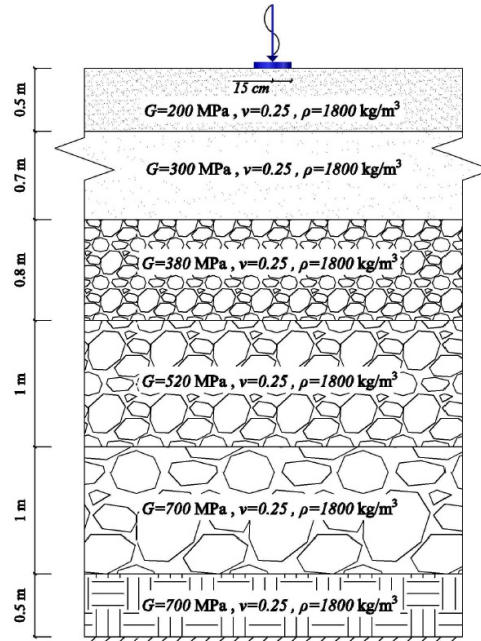 15 cm
0.5 m
G=200 MPa , v=0.25 , ρ=1800 kg/m³
0.7 m
G=300 MPa , v=0.25 , ρ=1800 kg/m³
0.8 m
G=380 MPa , v=0.25 , ρ=1800 kg/m³
1 m
G=520 MPa , v=0.25 , ρ=1800 kg/m³
1 m
G=700 MPa , v=0.25 , ρ=1800 kg/m³
0.5 m
G=700 MPa , v=0.25 , ρ=1800 kg/m³